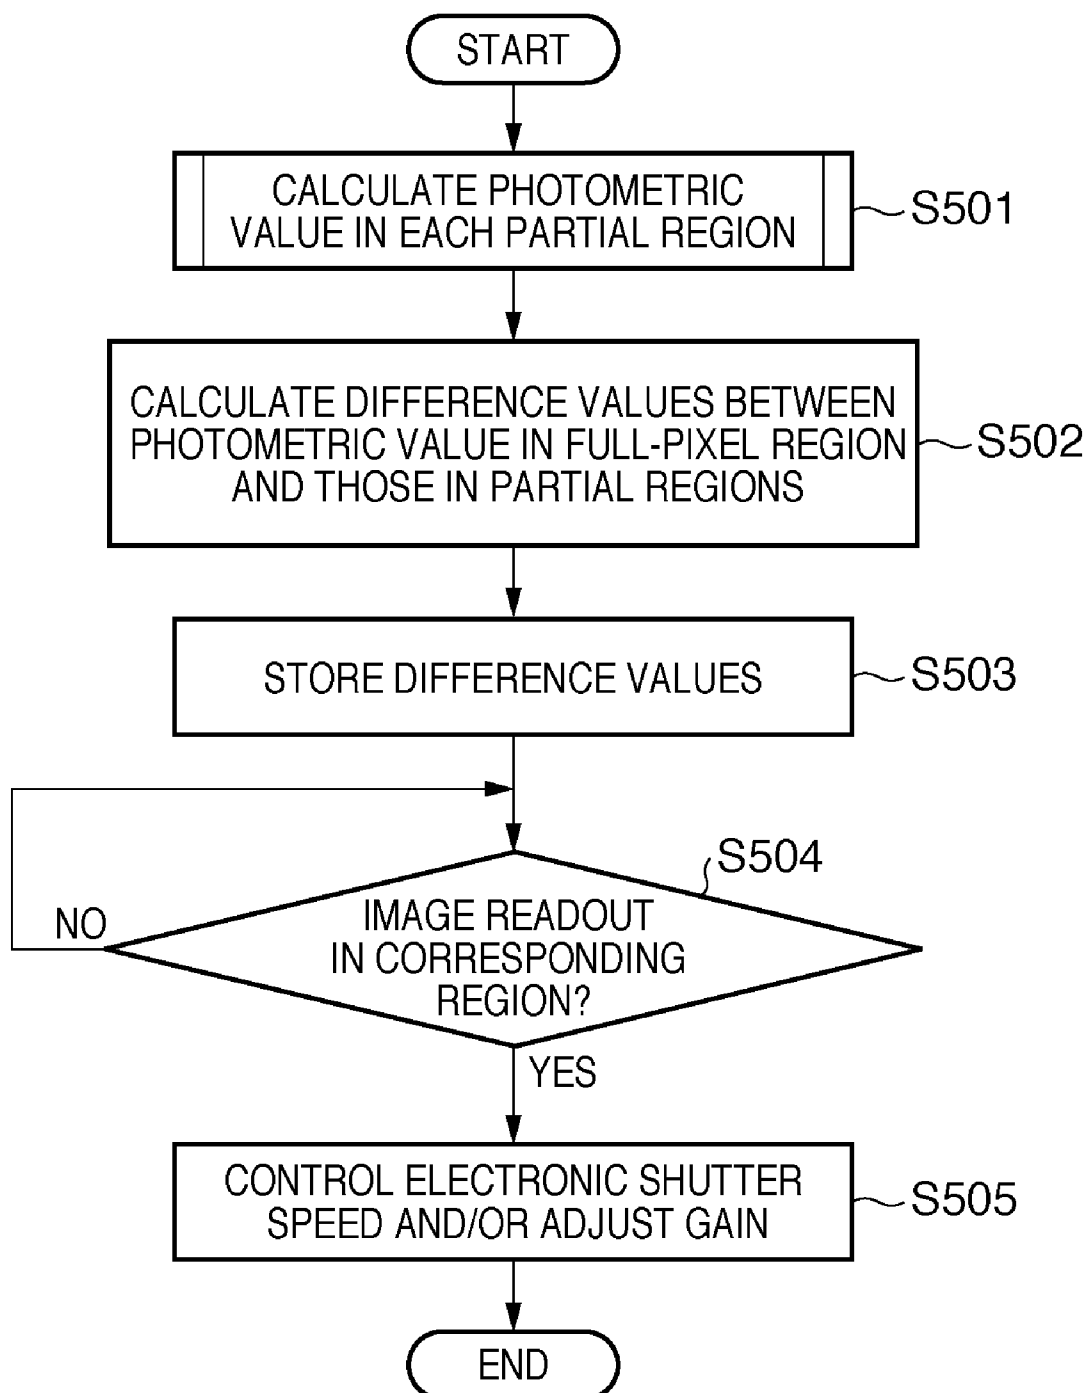 START
CALCULATE PHOTOMETRIC
VALUE IN EACH PARTIAL REGION
S501
CALCULATE DIFFERENCE VALUES BETWEEN
PHOTOMETRIC VALUE IN FULL-PIXEL REGION
AND THOSE IN PARTIAL REGIONS
S502
STORE DIFFERENCE VALUES
S503
S504
NO
IMAGE READOUT
IN CORRESPONDING
REGION?
YES
CONTROL ELECTRONIC SHUTTER
SPEED AND/OR ADJUST GAIN
S505
END